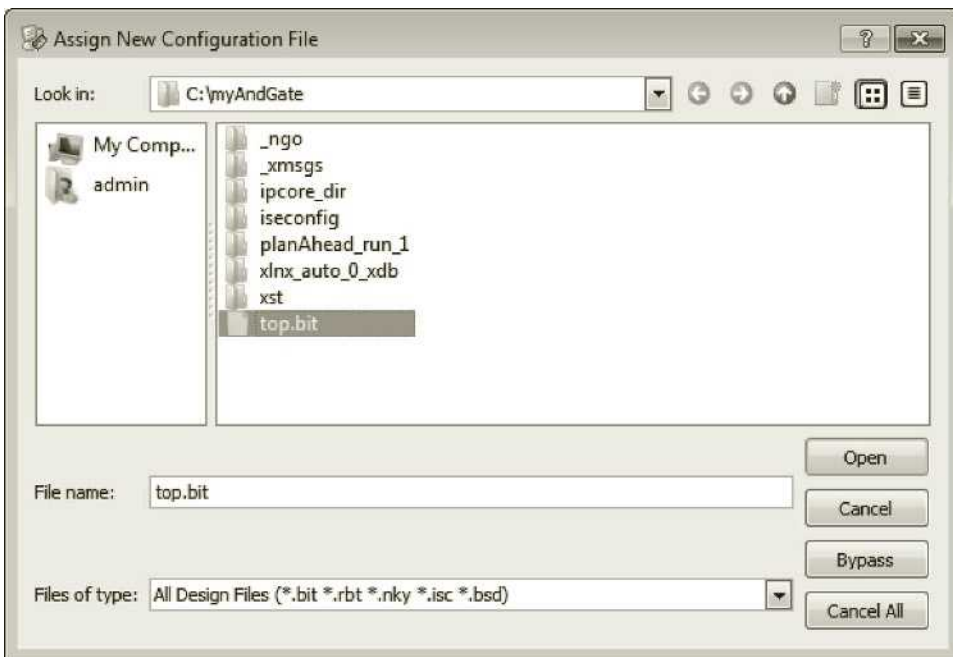 Assign New Configuration File
Look in: C:\myAndGate
My Comp...
admin
_ngo
_xmsgs
ipcore_dir
iseconfig
planAhead_run_1
xlnx_auto_0_xdb
xst
top.bit
Open
File name: top.bit
Cancel
Bypass
Files of type: All Design Files (*.bit *.rbt *.nky *.isc *.bsd)
Cancel All